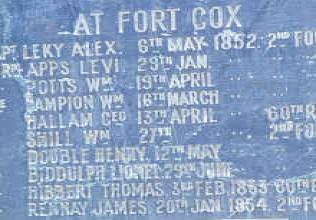 AT FORT COX
LEKY ALEX. 6TH MAY 1852. 2ND FO
APPS LEVI. 29TH JAN.
POTTS WM 19TH APRIL
CAMPION WM 16TH MARCH
HALLAM GEO 13TH APRIL 60TH R
SHILL WM 27TH 2ND FO
DOUBLE HENRY. 12TH MAY
BIDDULPH LIONEL 29TH JUNE
HIBBERT THOMAS. 3RD FEB. 1853 60TH
JAMES. 20TH JAN 1854. 2ND FO